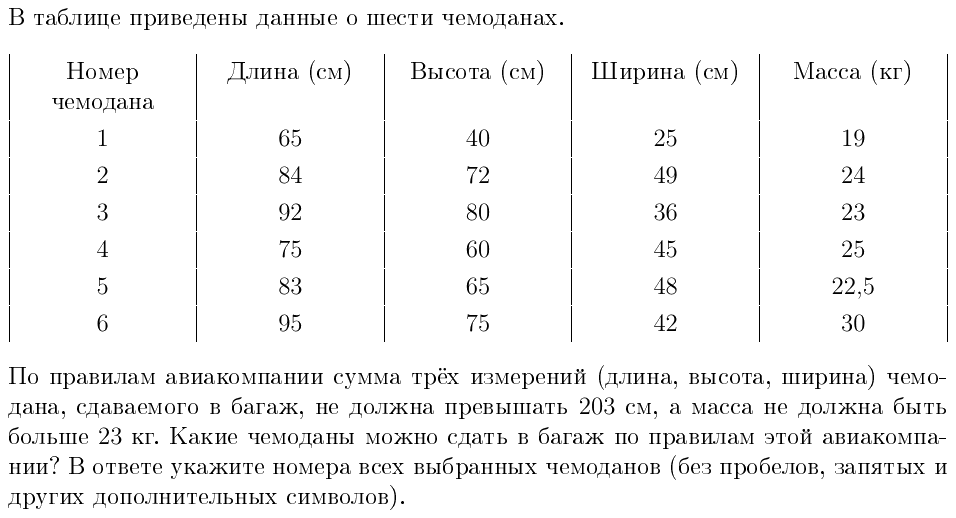 В таблице приведены данные о шести чемоданах.
Номер чемодана Длина (см) Высота (см) Ширина (см) Масса (кг)
1 65 40 25 19
2 84 72 49 24
3 92 80 36 23
4 75 60 45 25
5 83 65 48 22,5
6 95 75 42 30
По правилам авиакомпании сумма трёх измерений (длина, высота, ширина) чемо-
дана, сдаваемого в багаж, не должна превышать 203 см, а масса не должна быть
больше 23 кг. Какие чемоданы можно сдать в багаж по правилам этой авиакомпа-
нии? В ответе укажите номера всех выбранных чемоданов (без пробелов, запятых и
других дополнительных символов).